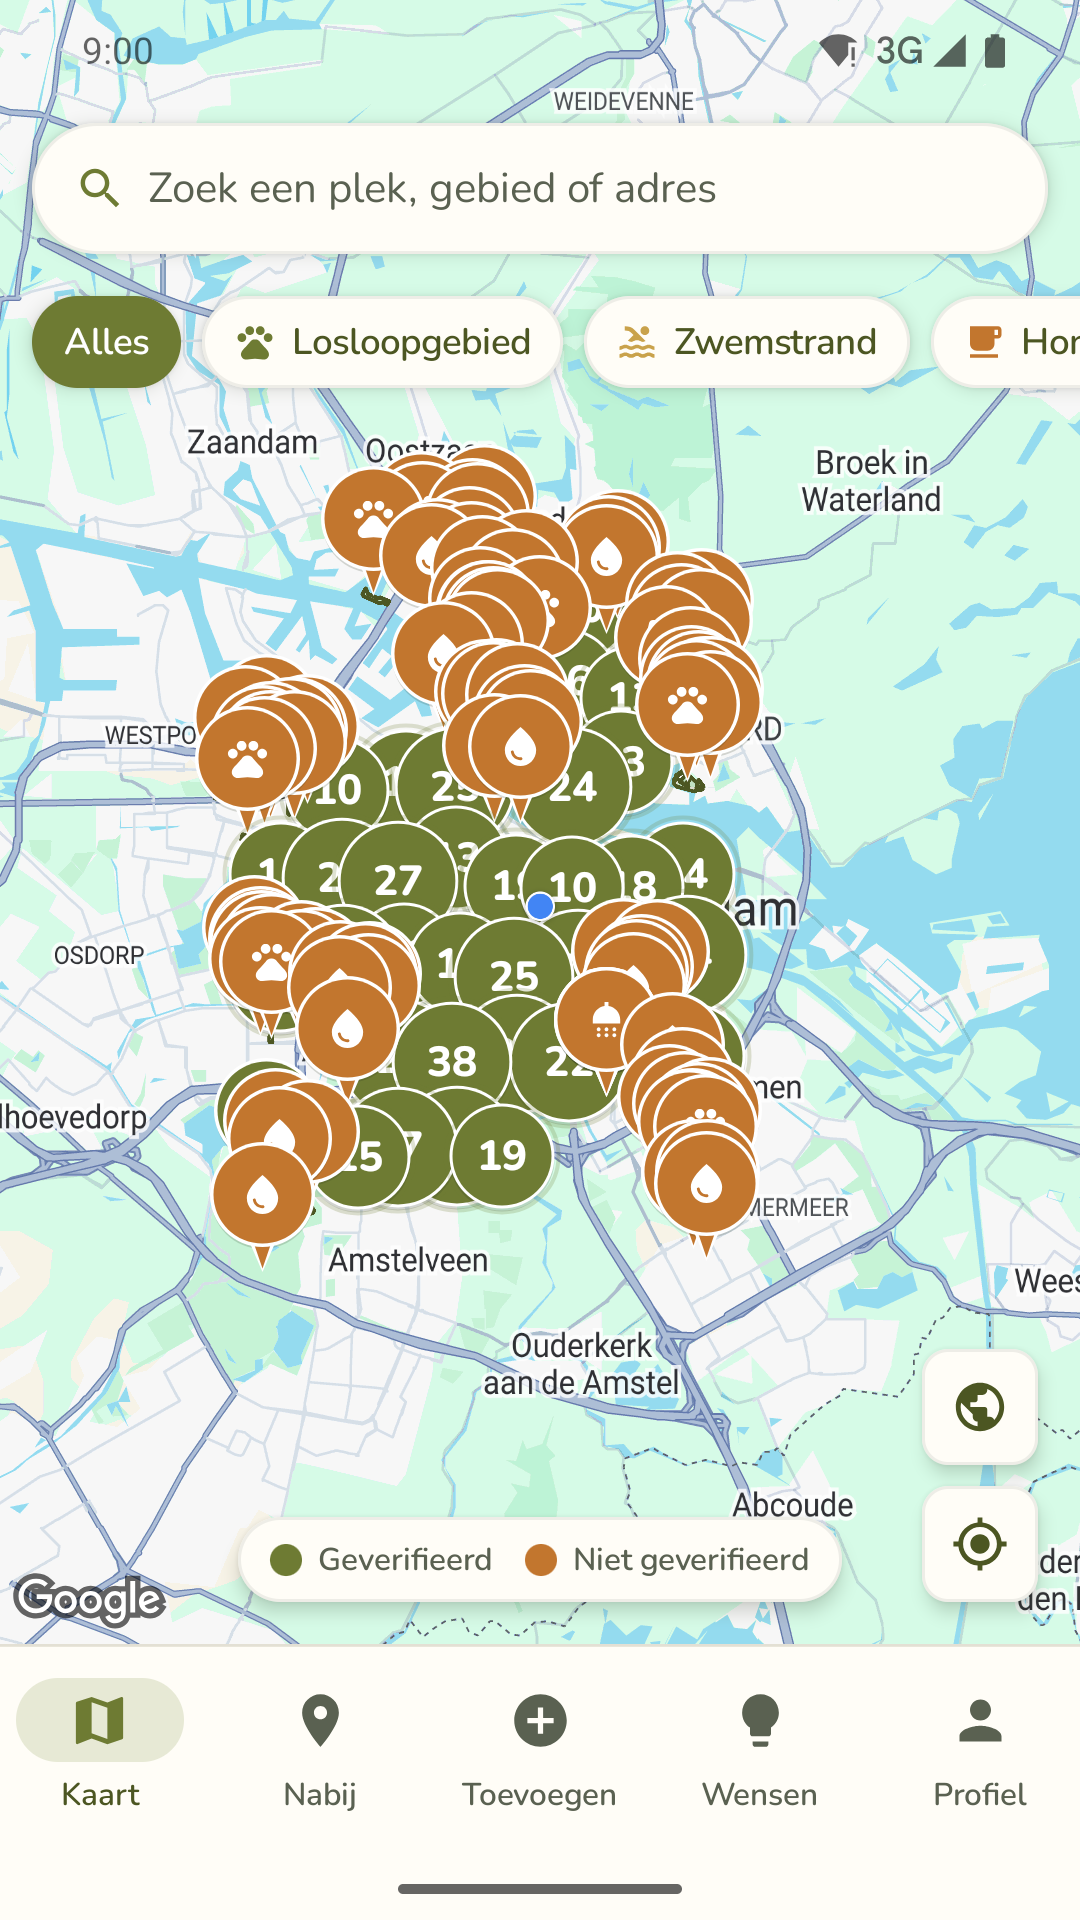 9:00
3G
WEIDEVENNE
Zoek een plek, gebied of adres
Alles
Losloopgebied
Zwemstrand
Zaandam
Broek in
Waterland
WESTPO
10
24
27
10
18
4
OSDORP
25
38
19
Amstelveen
Ouderkerk
aan de Amstel
Abcoude
Geverifieerd
Niet geverifieerd
Google
Kaart
Nabij
Toevoegen
Wensen
Profiel